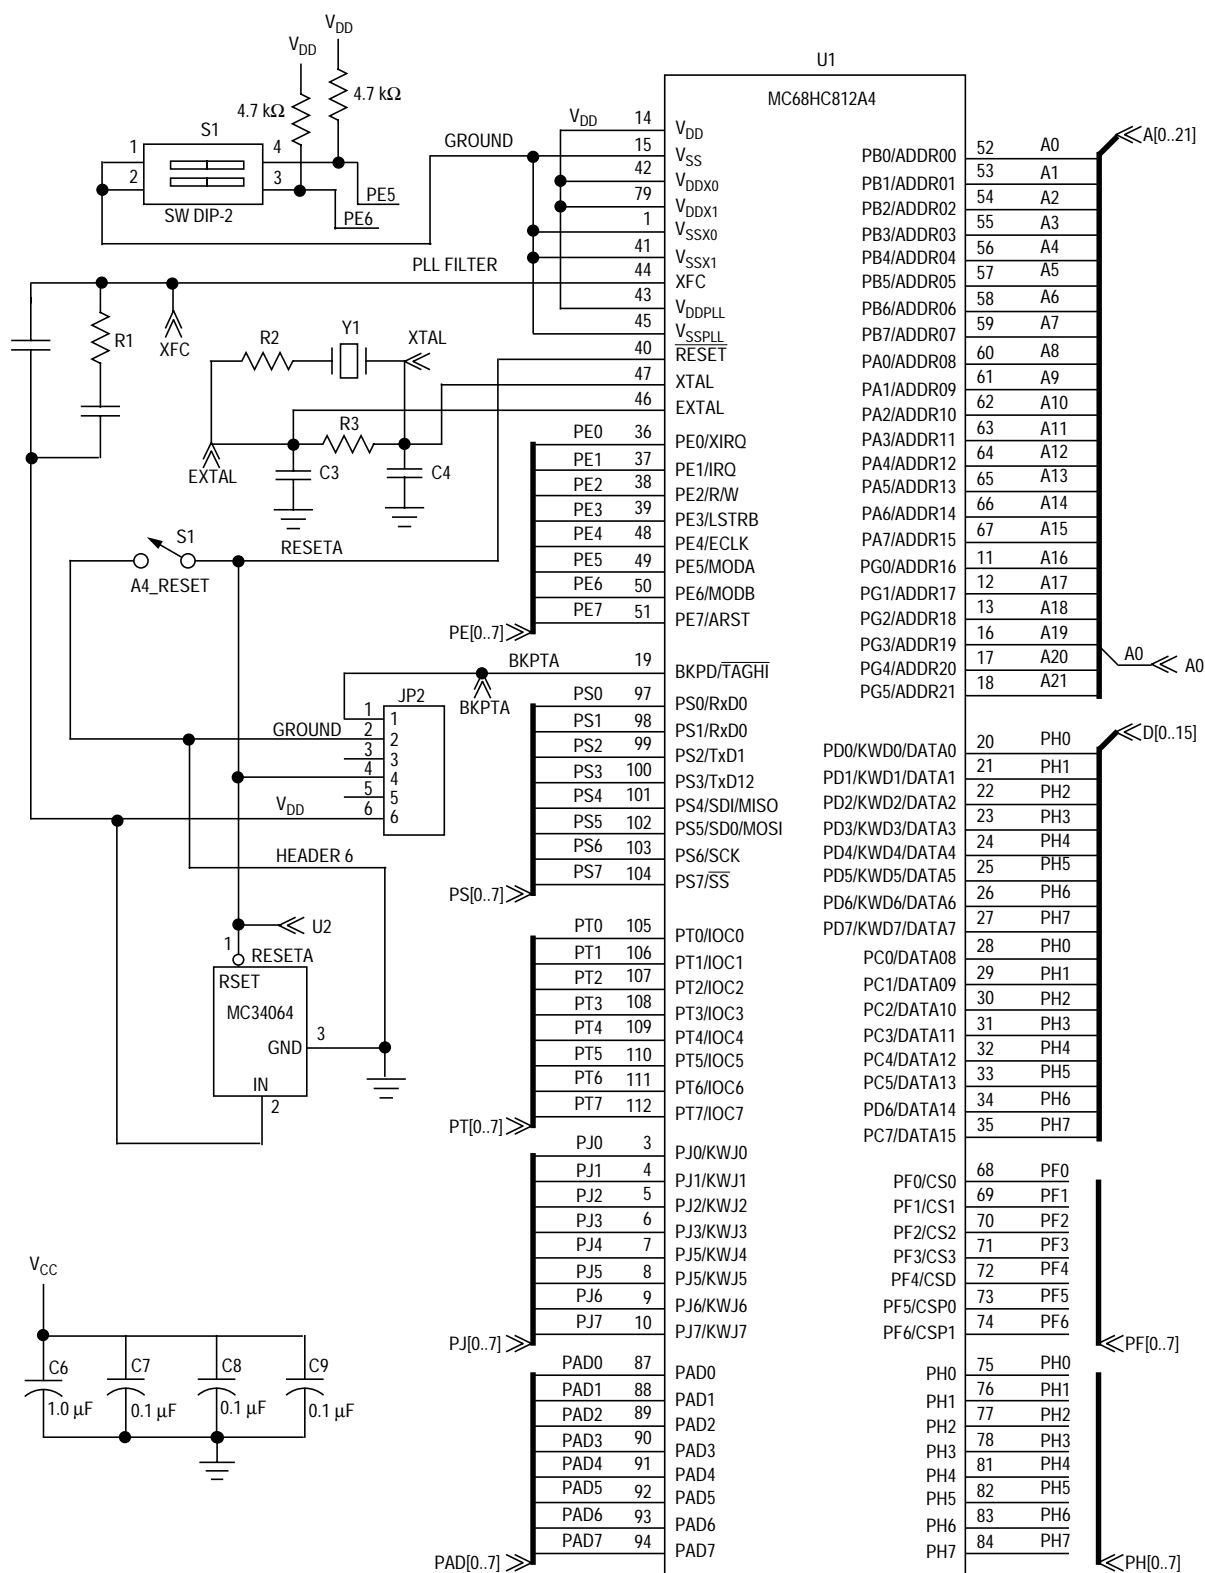 VDD
VDD
4.7 kΩ
4.7 kΩ
S1
1
2
4
3
SW DIP-2
PE5
PE6
GROUND
PLL FILTER
R1
XFC
R2
Y1
XTAL
R3
EXTAL
C3
C4
S1
A4_RESET
RESETA
BKPTA
BKPTA
JP2
GROUND
VDD
1 1
2 2
3 3
4 4
5 5
6 6
HEADER 6
U2
1
RESETA
RSET
MC34064
GND
3
IN
2
VCC
C6
1.0 µF
C7
0.1 µF
C8
0.1 µF
C9
0.1 µF
U1
MC68HC812A4
VDD 14 VDD
15 VSS
42 VDDX0
79 VDDX1
1 VSSX0
41 VSSX1
44 XFC
43 VDDPLL
45 VSSPLL
40 RESET
47 XTAL
46 EXTAL
PE0 36 PE0/XIRQ
PE1 37 PE1/IRQ
PE2 38 PE2/R/W
PE3 39 PE3/LSTRB
PE4 48 PE4/ECLK
PE5 49 PE5/MODA
PE6 50 PE6/MODB
PE7 51 PE7/ARST
PE[0..7]
19 BKPD/TAGHI
PS0 97 PS0/RxD0
PS1 98 PS1/RxD0
PS2 99 PS2/TxD1
PS3 100 PS3/TxD12
PS4 101 PS4/SDI/MISO
PS5 102 PS5/SD0/MOSI
PS6 103 PS6/SCK
PS7 104 PS7/SS
PS[0..7]
PT0 105 PT0/IOC0
PT1 106 PT1/IOC1
PT2 107 PT2/IOC2
PT3 108 PT3/IOC3
PT4 109 PT4/IOC4
PT5 110 PT5/IOC5
PT6 111 PT6/IOC6
PT7 112 PT7/IOC7
PT[0..7]
PJ0 3 PJ0/KWJ0
PJ1 4 PJ1/KWJ1
PJ2 5 PJ2/KWJ2
PJ3 6 PJ3/KWJ3
PJ4 7 PJ5/KWJ4
PJ5 8 PJ5/KWJ5
PJ6 9 PJ6/KWJ6
PJ7 10 PJ7/KWJ7
PJ[0..7]
PAD0 87 PAD0
PAD1 88 PAD1
PAD2 89 PAD2
PAD3 90 PAD3
PAD4 91 PAD4
PAD5 92 PAD5
PAD6 93 PAD6
PAD7 94 PAD7
PAD[0..7]
A[0..21]
PB0/ADDR00 52 A0
PB1/ADDR01 53 A1
PB2/ADDR02 54 A2
PB3/ADDR03 55 A3
PB4/ADDR04 56 A4
PB5/ADDR05 57 A5
PB6/ADDR06 58 A6
PB7/ADDR07 59 A7
PA0/ADDR08 60 A8
PA1/ADDR09 61 A9
PA2/ADDR10 62 A10
PA3/ADDR11 63 A11
PA4/ADDR12 64 A12
PA5/ADDR13 65 A13
PA6/ADDR14 66 A14
PA7/ADDR15 67 A15
PG0/ADDR16 11 A16
PG1/ADDR17 12 A17
PG2/ADDR18 13 A18
PG3/ADDR19 16 A19
PG4/ADDR20 17 A20
PG5/ADDR21 18 A21
A0 A0
D[0..15]
PD0/KWD0/DATA0 20 PH0
PD1/KWD1/DATA1 21 PH1
PD2/KWD2/DATA2 22 PH2
PD3/KWD3/DATA3 23 PH3
PD4/KWD4/DATA4 24 PH4
PD5/KWD5/DATA5 25 PH5
PD6/KWD6/DATA6 26 PH6
PD7/KWD7/DATA7 27 PH7
PC0/DATA08 28 PH0
PC1/DATA09 29 PH1
PC2/DATA10 30 PH2
PC3/DATA11 31 PH3
PC4/DATA12 32 PH4
PC5/DATA13 33 PH5
PD6/DATA14 34 PH6
PC7/DATA15 35 PH7
PF0/CS0 68 PF0
PF1/CS1 69 PF1
PF2/CS2 70 PF2
PF3/CS3 71 PF3
PF4/CSD 72 PF4
PF5/CSP0 73 PF5
PF6/CSP1 74 PF6
PF[0..7]
PH0 75 PH0
PH1 76 PH1
PH2 77 PH2
PH3 78 PH3
PH4 81 PH4
PH5 82 PH5
PH6 83 PH6
PH7 84 PH7
PH[0..7]